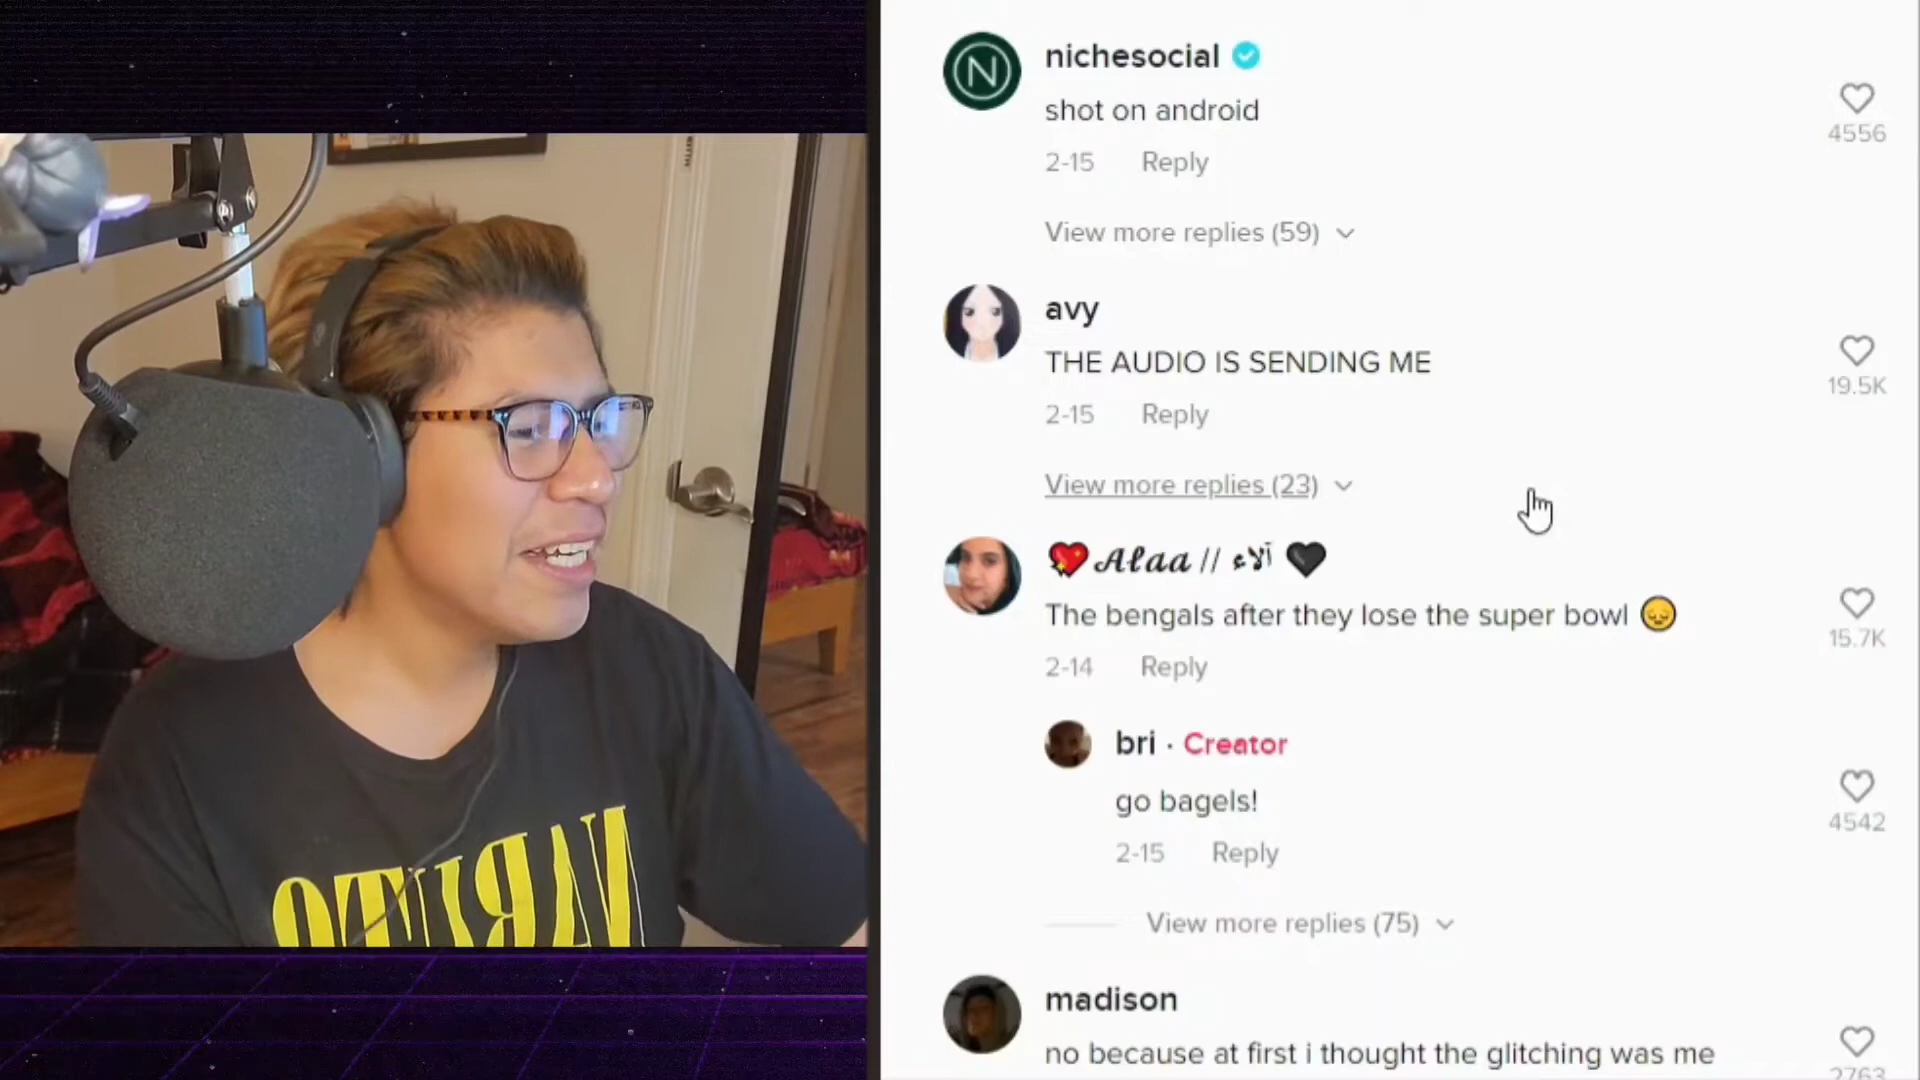 nichesocial
shot on android
4556
2-15 Reply
View more replies (59)
avy
THE AUDIO IS SENDING ME
19.5K
2-15 Reply
View more replies (23)
💖 𝓐𝓵𝓪𝓪 // آلاء 🖤
The bengals after they lose the super bowl 😔
15.7K
2-14 Reply
bri · Creator
go bagels!
4542
2-15 Reply
View more replies (75)
madison
no because at first i thought the glitching was me
2763
NARUTO